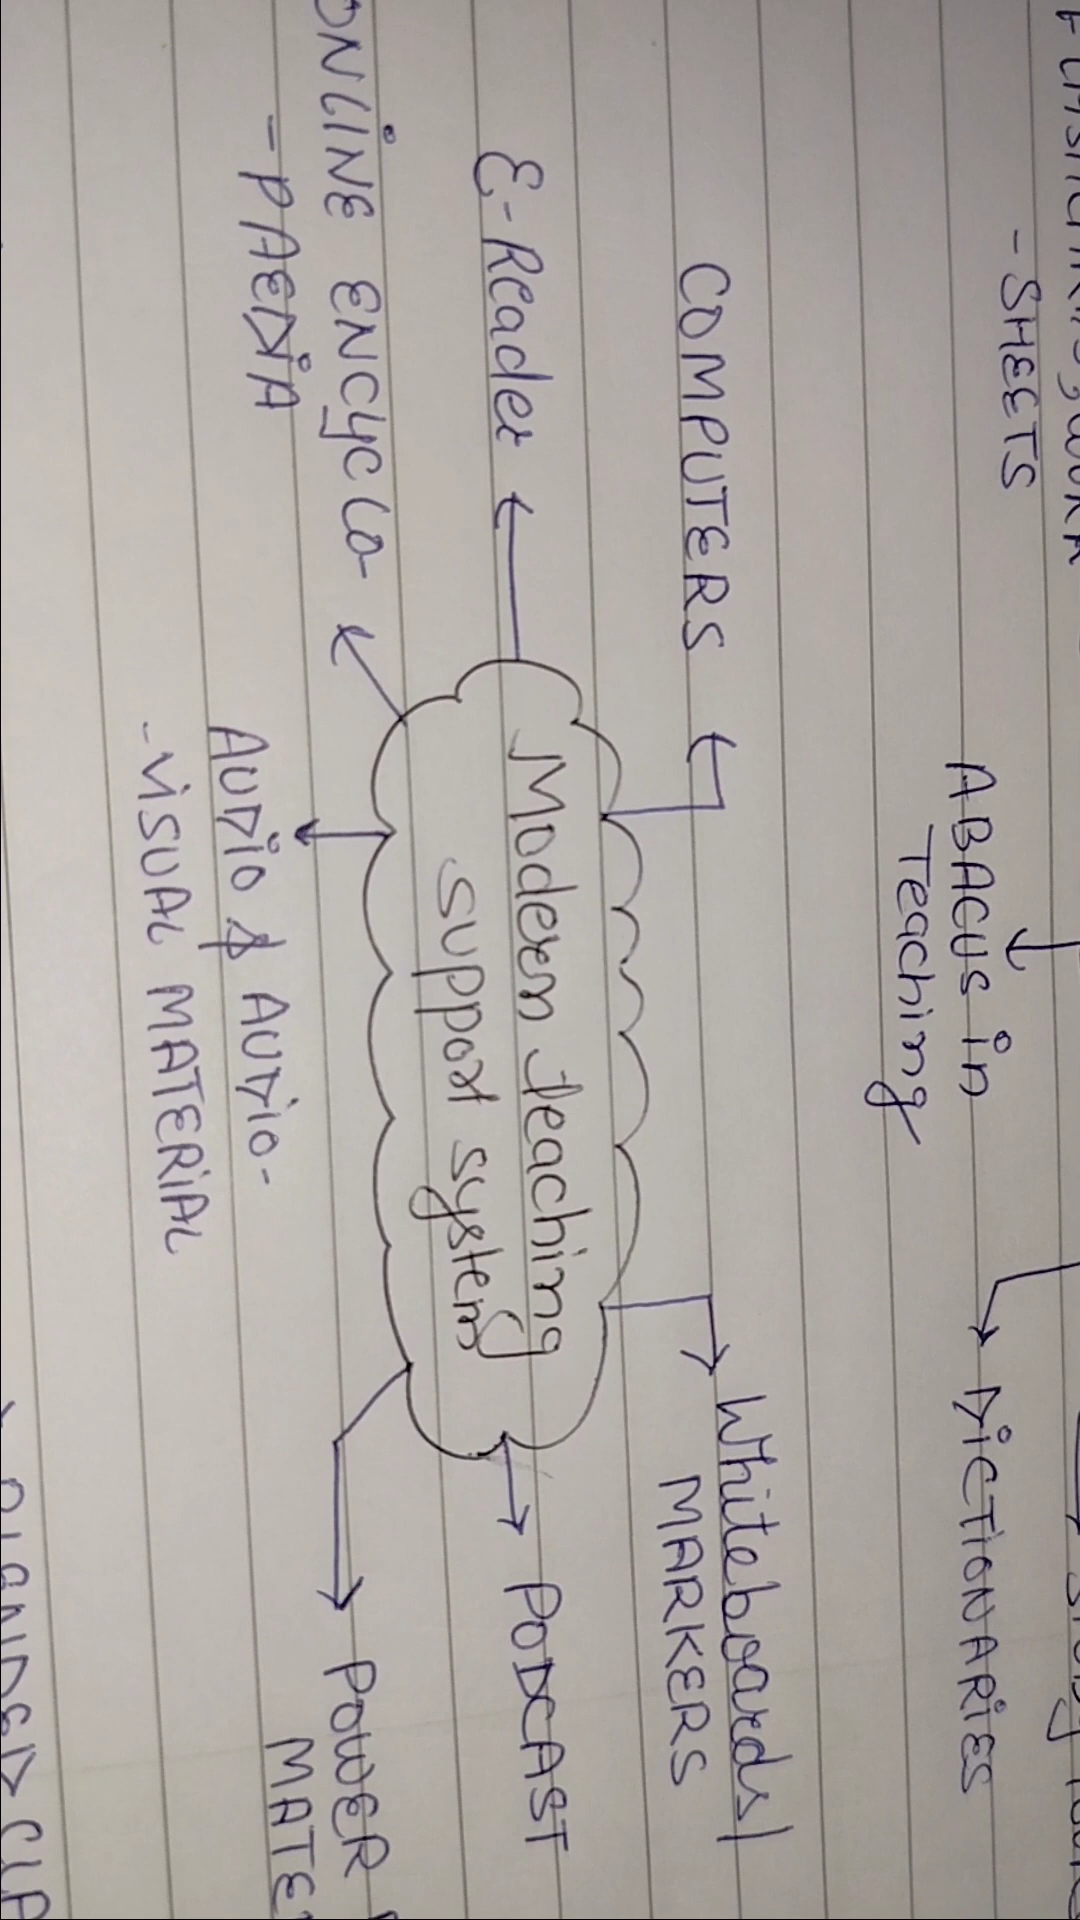 - SHEETS
ABACUS in
Teaching
DICTIONARIES
COMPUTERS
Whiteboards/
MARKERS
E-Reader
Modern teaching
support system
PODCAST
ONLINE ENCYCLO-
- PAEDIA
POWER
AUDIO & AUDIO-
- VISUAL MATERIAL